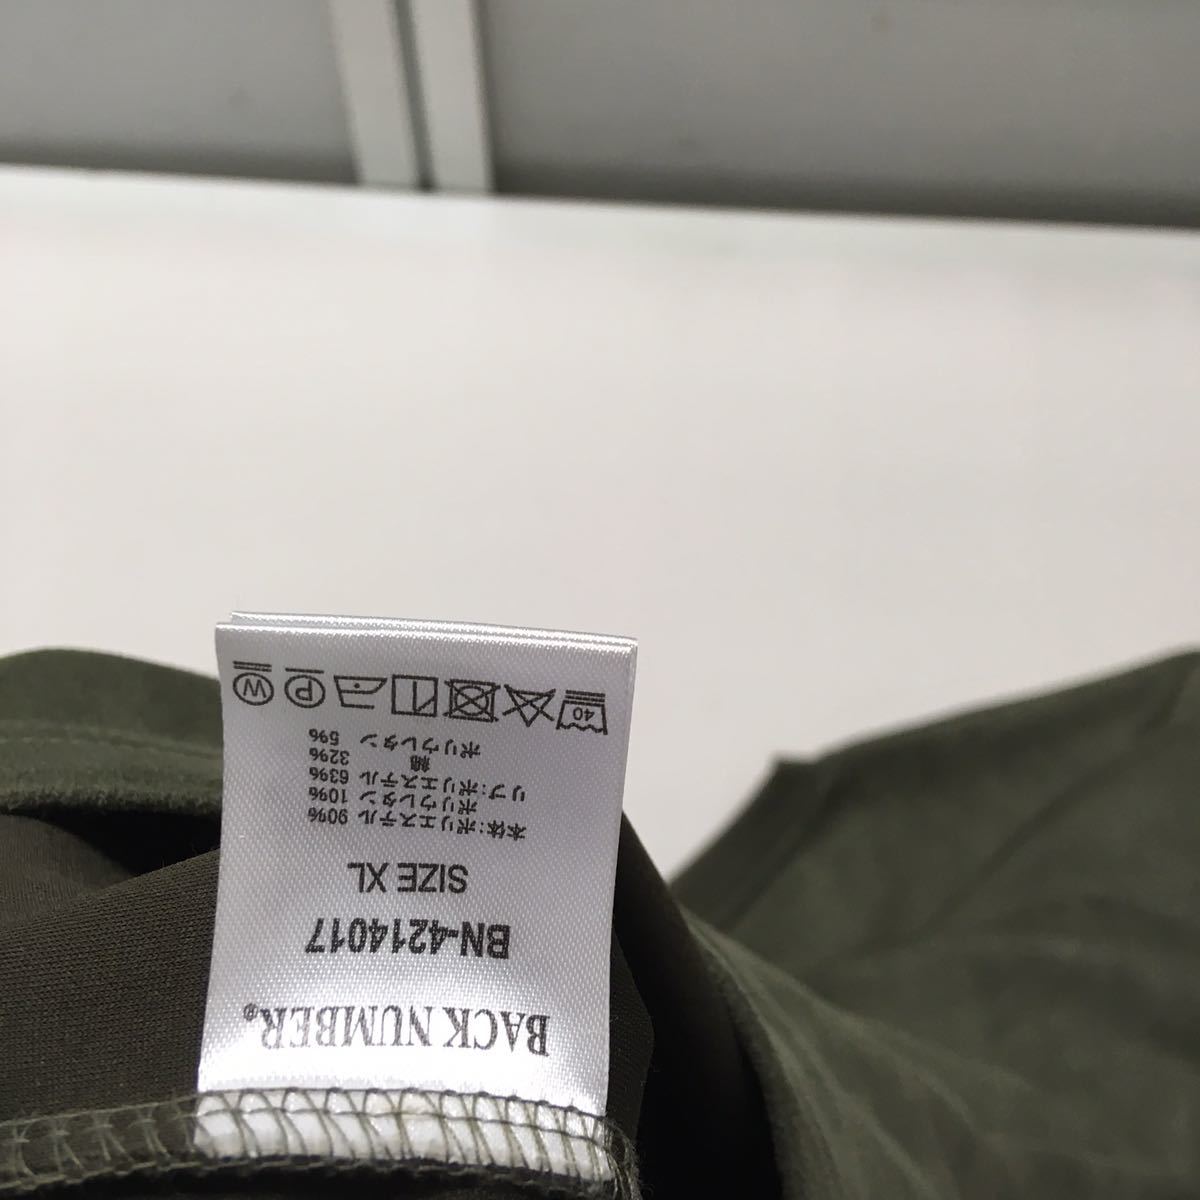 BACK NUMBER®
BN-4214017
SIZE XL
本体:ポリエステル 90%
ポリウレタン 10%
リブ:ポリエステル 63%
綿 32%
ポリウレタン 5%
40 P W